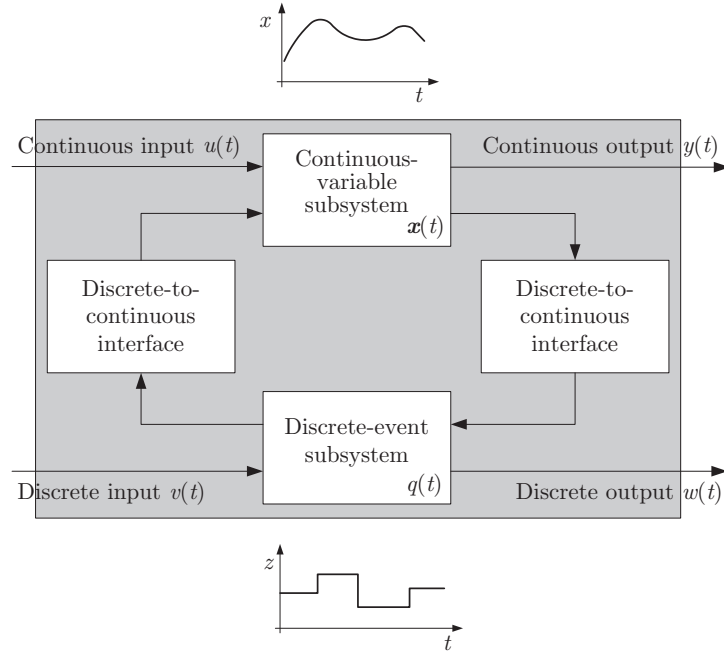 x
t
Continuous input u(t)
Continuous-
variable
subsystem
x(t)
Continuous output y(t)
Discrete-to-
continuous
interface
Discrete-to-
continuous
interface
Discrete-event
subsystem
q(t)
Discrete input v(t)
Discrete output w(t)
z
t